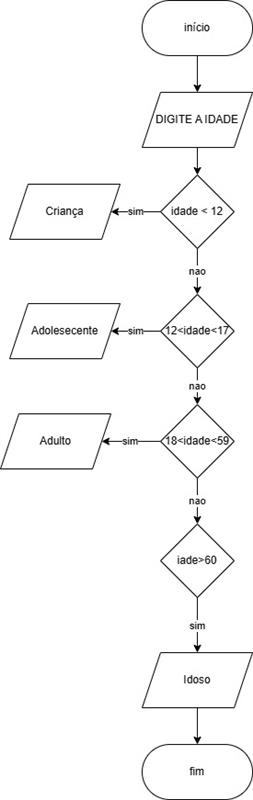 início
DIGITE A IDADE
idade < 12
sim
Criança
nao
12<idade<17
sim
Adolesecente
nao
18<idade<59
sim
Adulto
nao
iade>60
sim
Idoso
fim